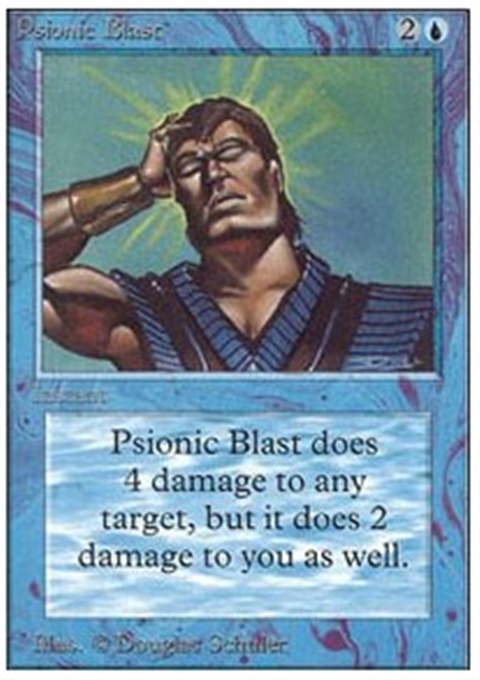 Psionic Blast
2
Instant
Psionic Blast does
4 damage to any
target, but it does 2
damage to you as well.
Illus. © Douglas Schuler